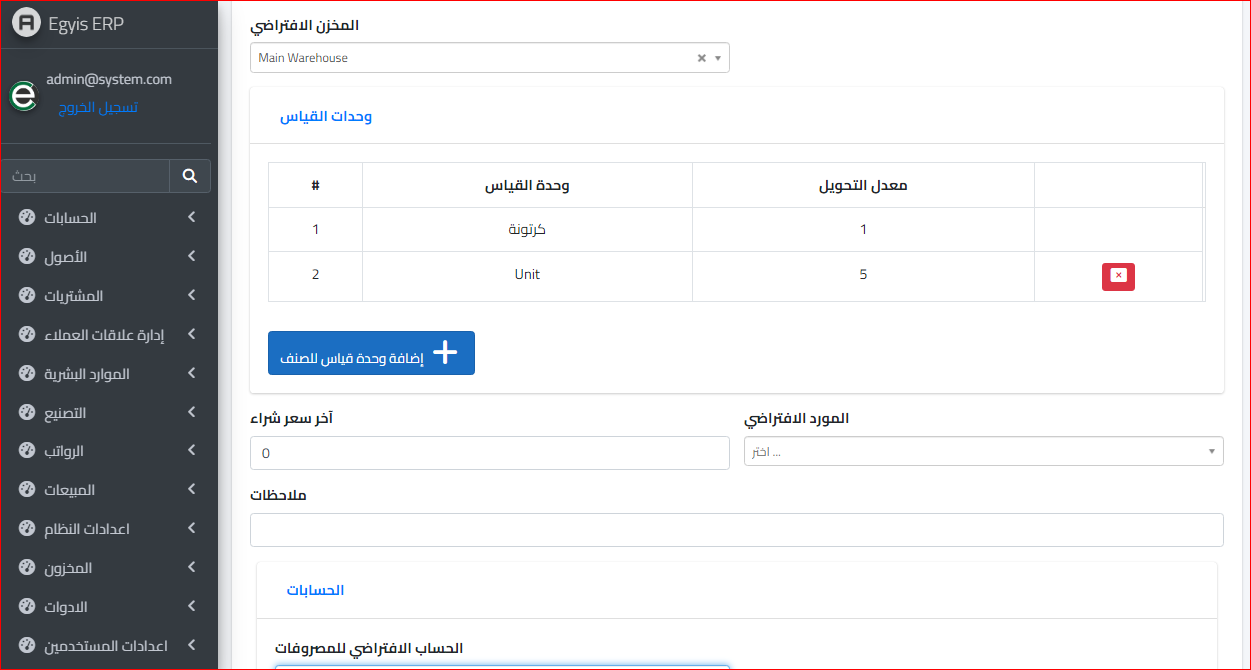 Egyis ERP
admin@system.com
تسجيل الخروج
بحث
الحسابات
الأصول
المشتريات
إدارة علاقات العملاء
الموارد البشرية
التصنيع
الرواتب
المبيعات
اعدادات النظام
المخزون
الادوات
اعدادات المستخدمين
المخزن الافتراضي
Main Warehouse
وحدات القياس
# وحدة القياس معدل التحويل
1 كرتونة 1
2 Unit 5
إضافة وحدة قياس للصنف
آخر سعر شراء المورد الافتراضي
0 اختر ...
ملاحظات
الحسابات
الحساب الافتراضي للمصروفات